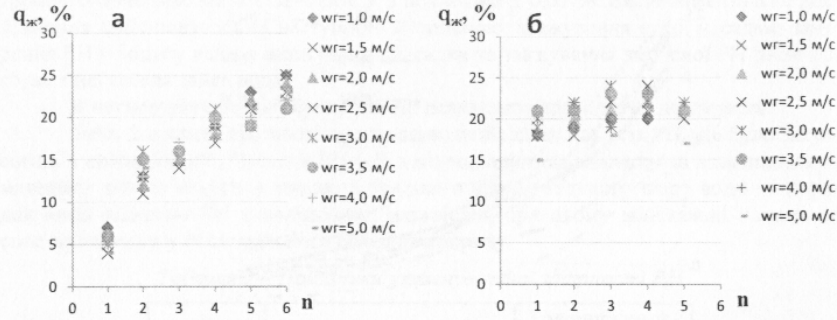 qж, %
а
30
25
20
15
10
5
0
0 1 2 3 4 5 6 n
wг=1,0 м/с
wг=1,5 м/с
wг=2,0 м/с
wг=2,5 м/с
wг=3,0 м/с
wг=3,5 м/с
wг=4,0 м/с
wг=5,0 м/с
qж, %
б
30
25
20
15
10
5
0
0 1 2 3 4 5 6 n
wг=1,0 м/с
wг=1,5 м/с
wг=2,0 м/с
wг=2,5 м/с
wг=3,0 м/с
wг=3,5 м/с
wг=4,0 м/с
wг=5,0 м/с